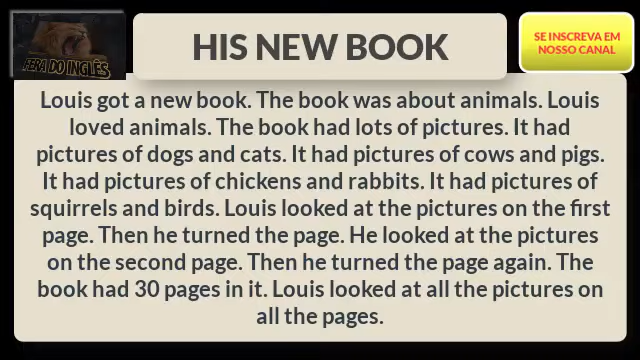 FERA DO INGLÊS
HIS NEW BOOK
SE INSCREVA EM
NOSSO CANAL
Louis got a new book. The book was about animals. Louis
loved animals. The book had lots of pictures. It had
pictures of dogs and cats. It had pictures of cows and pigs.
It had pictures of chickens and rabbits. It had pictures of
squirrels and birds. Louis looked at the pictures on the first
page. Then he turned the page. He looked at the pictures
on the second page. Then he turned the page again. The
book had 30 pages in it. Louis looked at all the pictures on
all the pages.